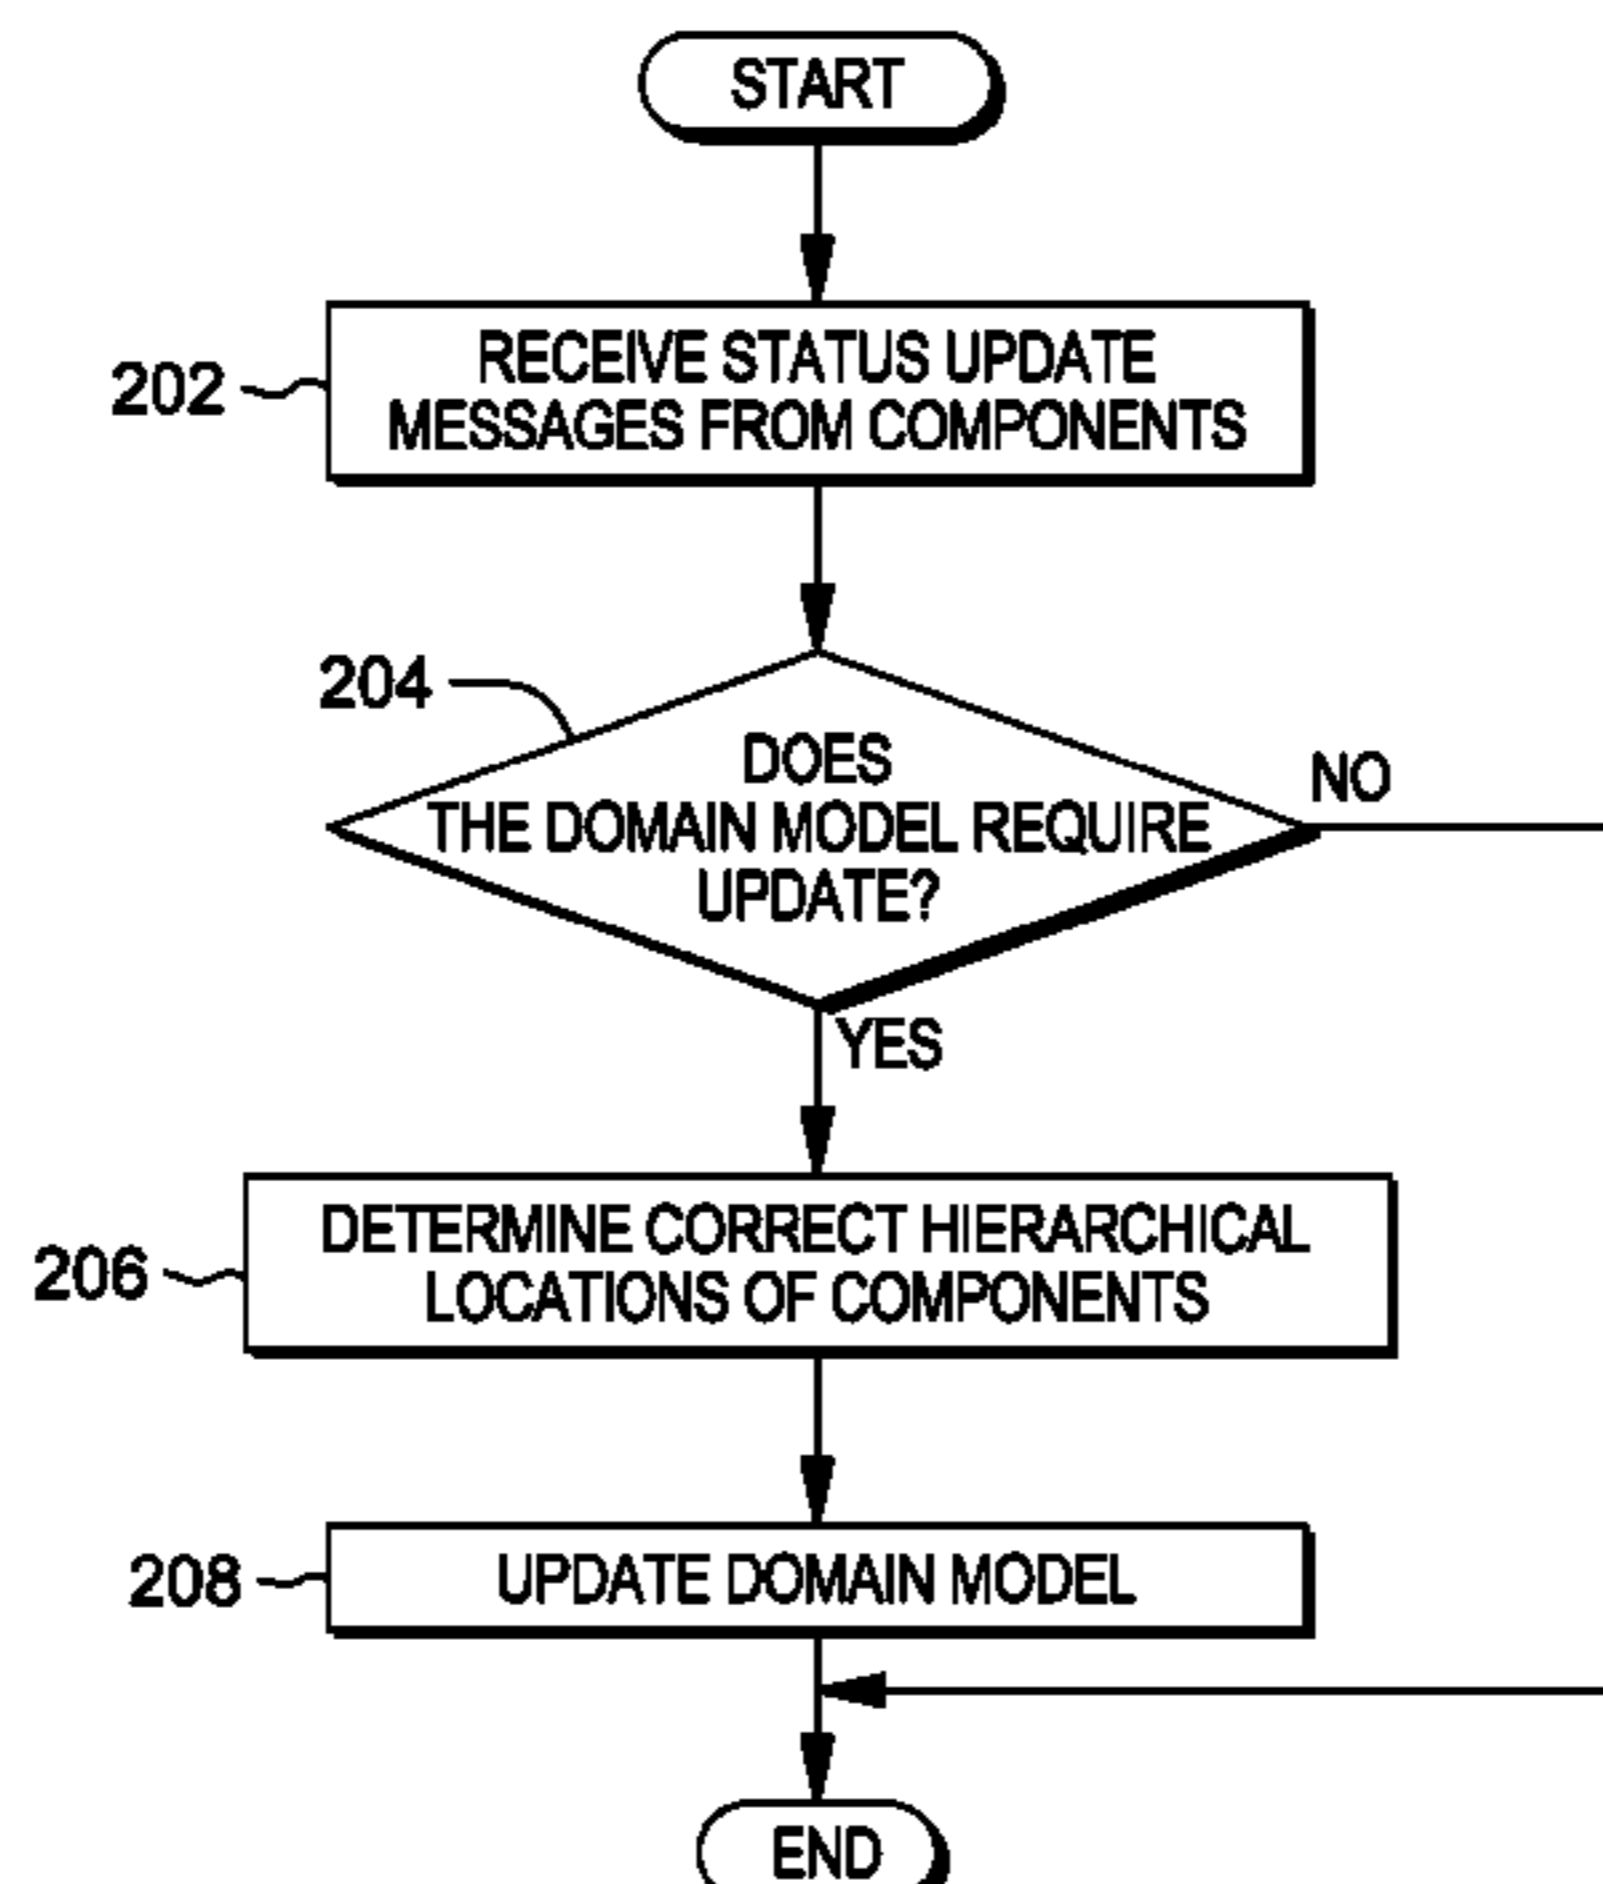 START
202
RECEIVE STATUS UPDATE
MESSAGES FROM COMPONENTS
204
DOES
THE DOMAIN MODEL REQUIRE
UPDATE?
NO
YES
206
DETERMINE CORRECT HIERARCHICAL
LOCATIONS OF COMPONENTS
208
UPDATE DOMAIN MODEL
END